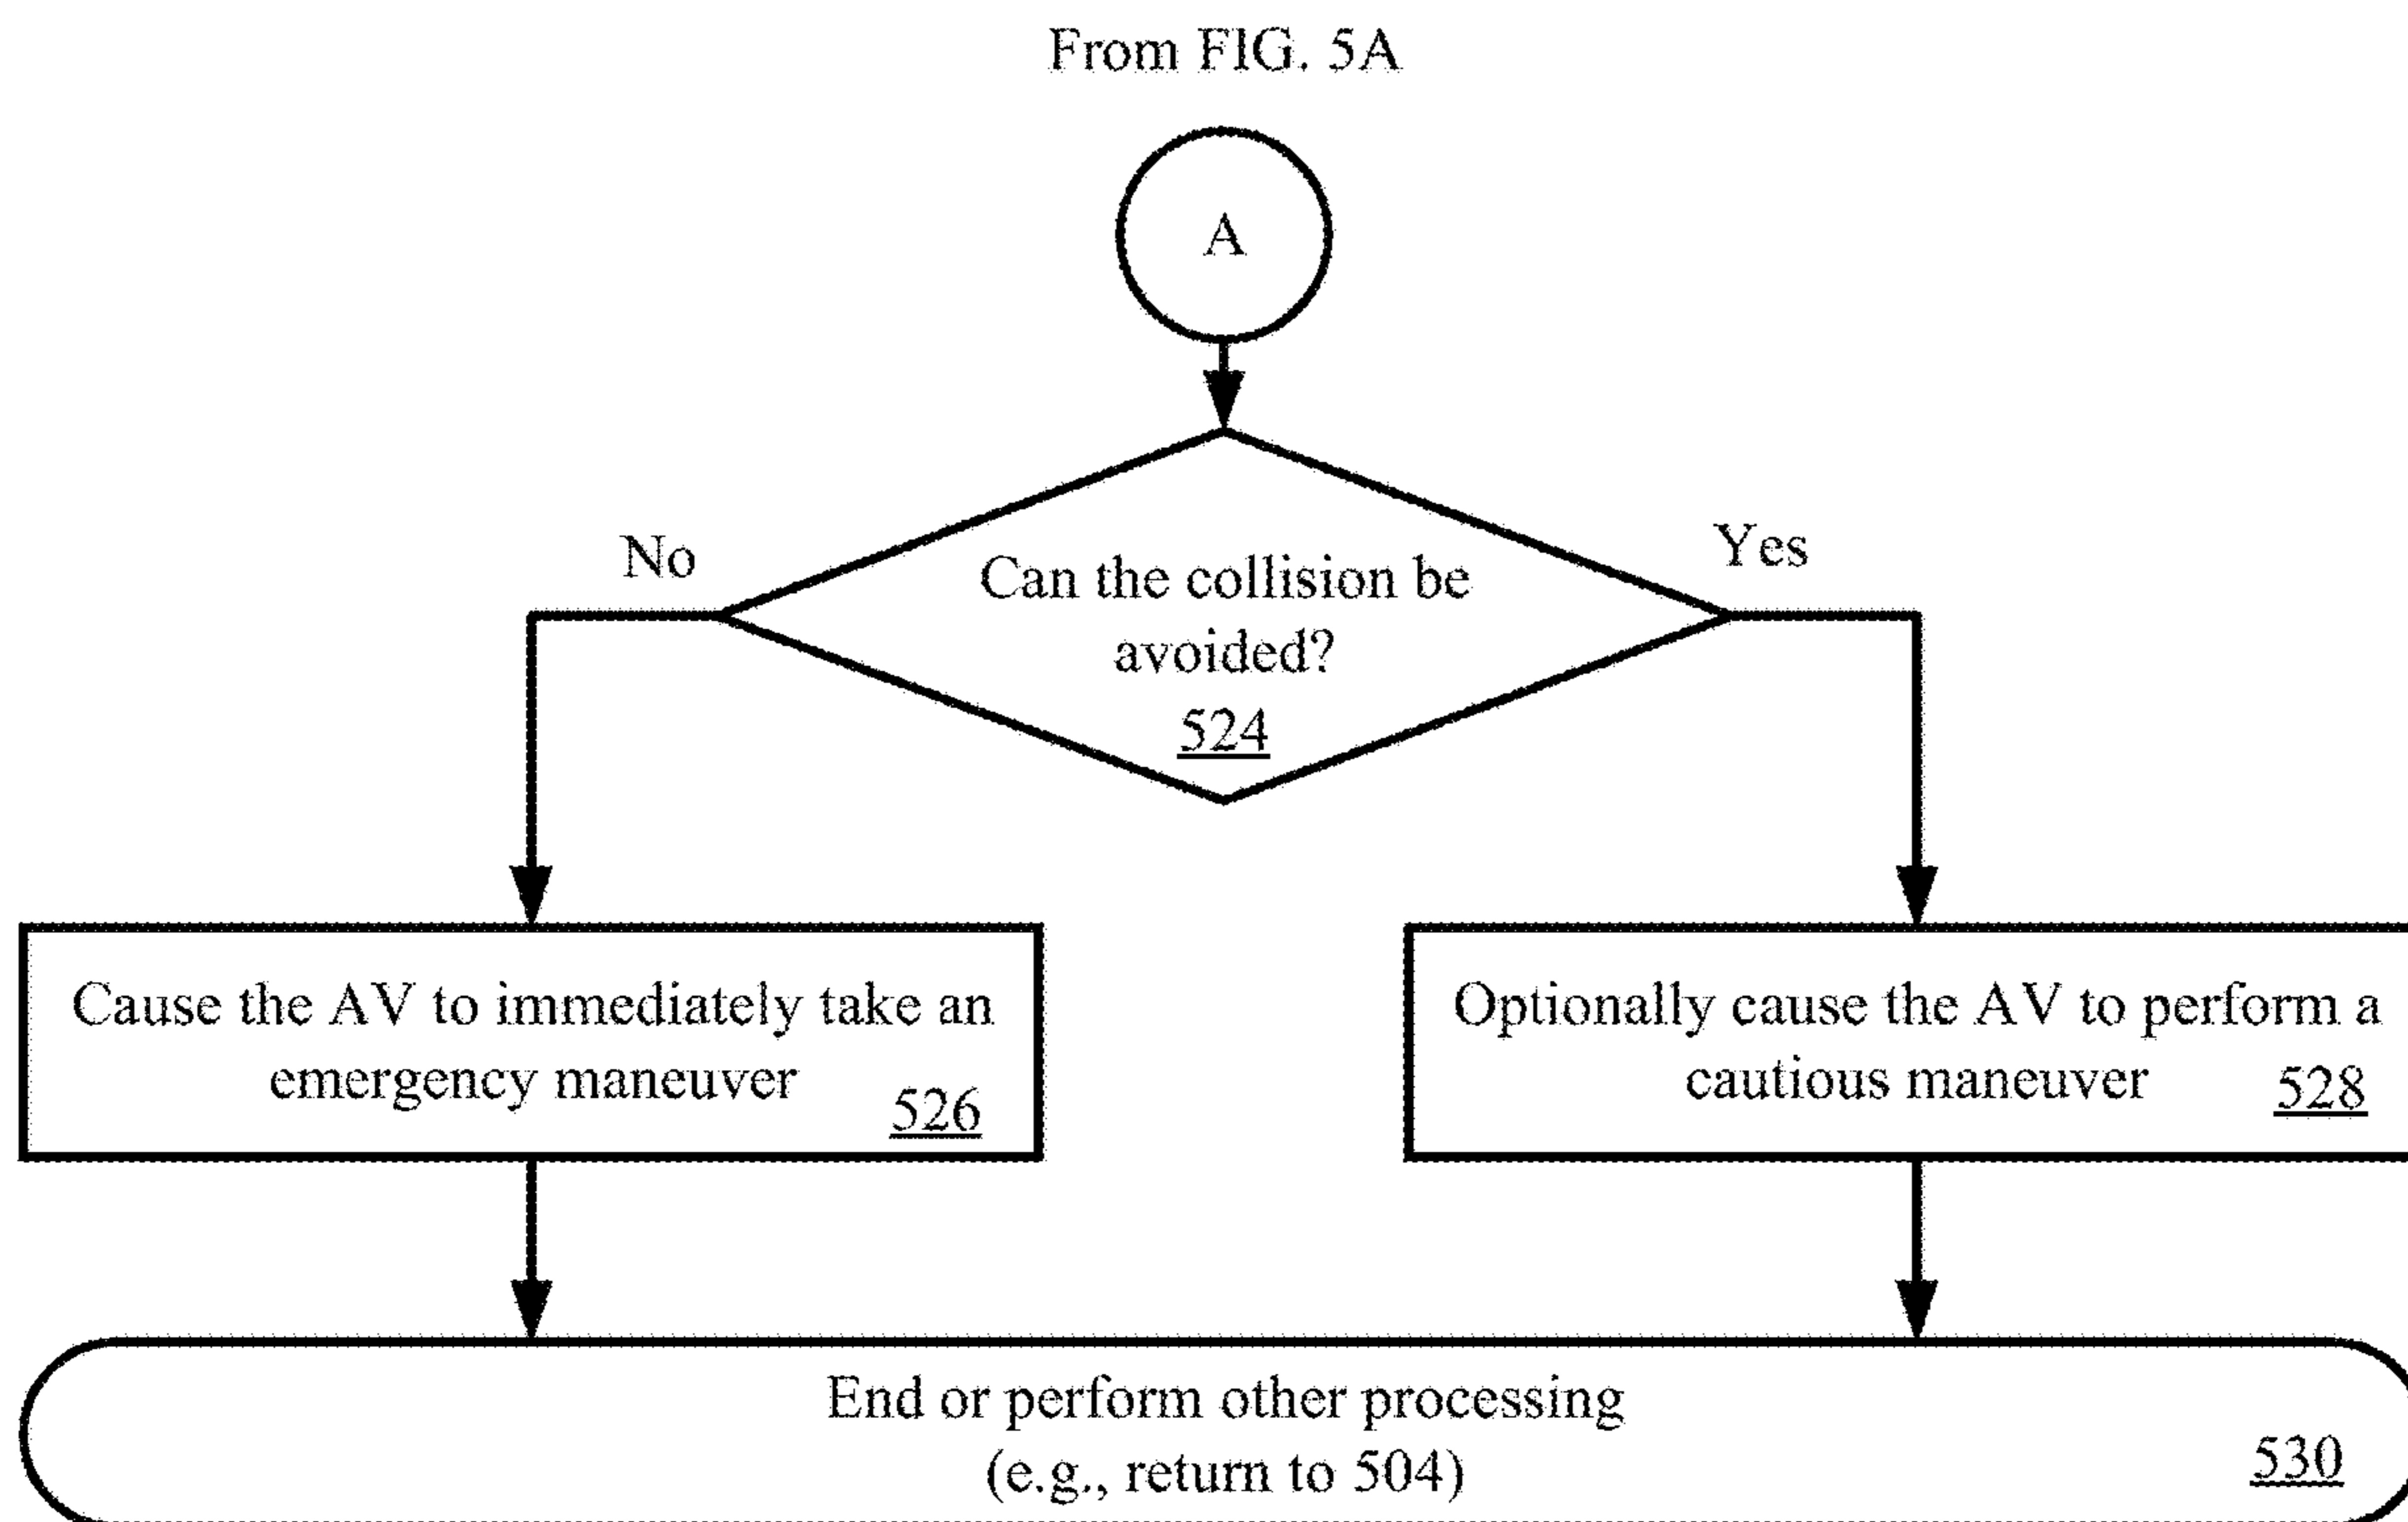 From FIG. 5A
A
No
Yes
Can the collision be
avoided?
524
Cause the AV to immediately take an
emergency maneuver
526
Optionally cause the AV to perform a
cautious maneuver
528
End or perform other processing
(e.g., return to 504)
530